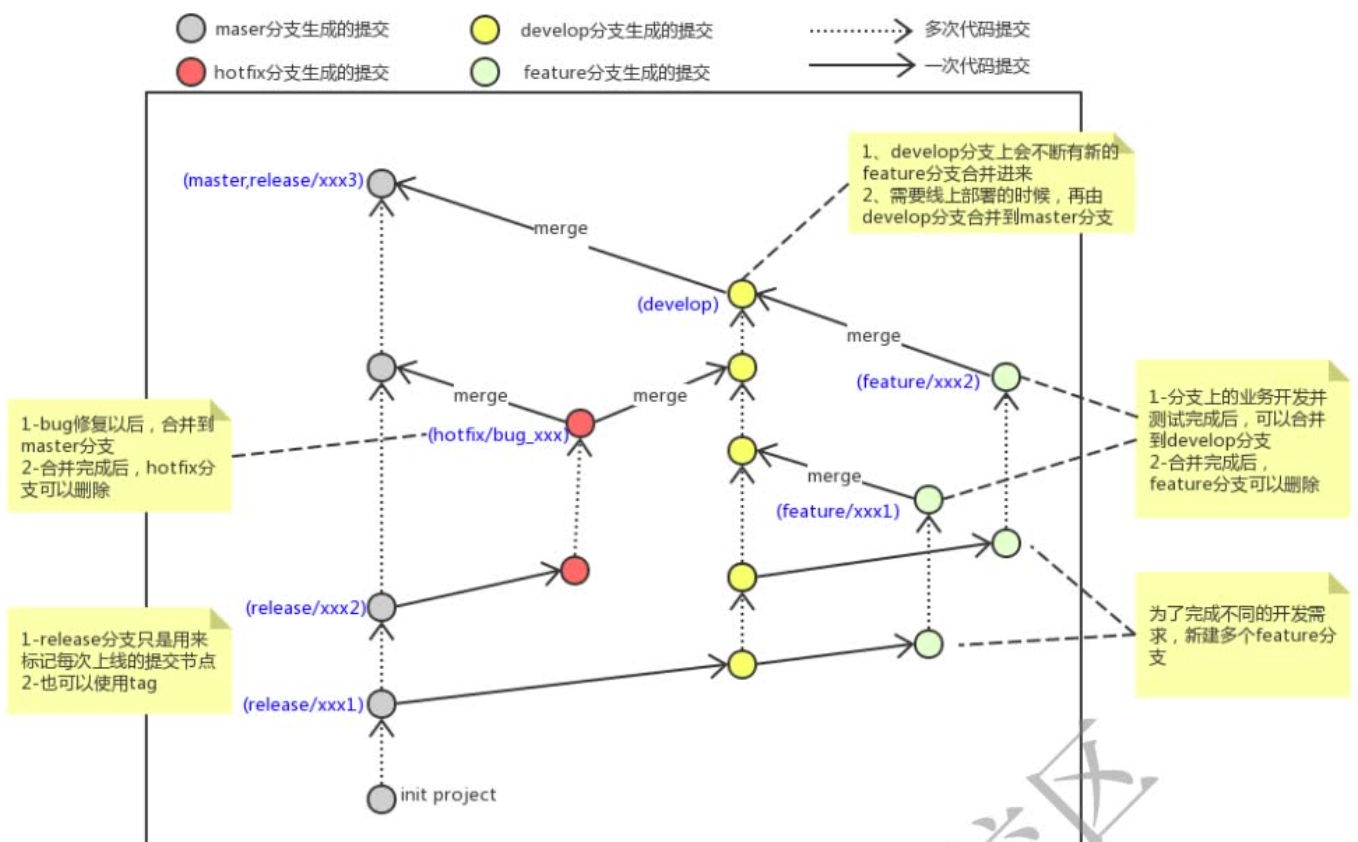 maser分支生成的提交
develop分支生成的提交
多次代码提交
hotfix分支生成的提交
feature分支生成的提交
一次代码提交
1、develop分支上会不断有新的
feature分支合并进来
2、需要线上部署的时候，再由
develop分支合并到master分支
(master,release/xxx3)
merge
(develop)
merge
(feature/xxx2)
merge
merge
1-分支上的业务开发并
测试完成后，可以合并
到develop分支
2-合并完成后，
feature分支可以删除
1-bug修复以后，合并到
master分支
2-合并完成后，hotfix分
支可以删除
(hotfix/bug_xxx)
merge
(feature/xxx1)
(release/xxx2)
为了完成不同的开发需
求，新建多个feature分
支
1-release分支只是用来
标记每次上线的提交节点
2-也可以使用tag
(release/xxx1)
init project